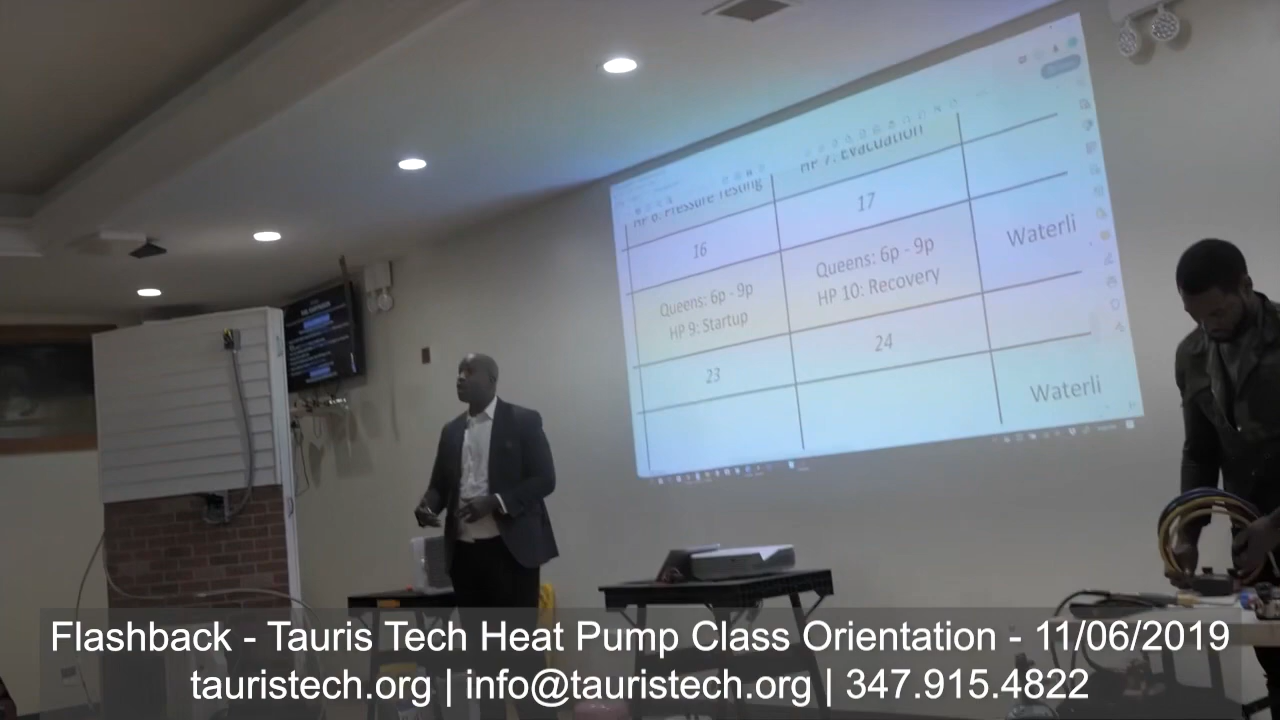 HP 6: Pressure Testing
HP 7: Evacuation
16
17
Queens: 6p - 9p
HP 9: Startup
Queens: 6p - 9p
HP 10: Recovery
Waterli
23
24
Waterli
Flashback - Tauris Tech Heat Pump Class Orientation - 11/06/2019
tauristech.org | info@tauristech.org | 347.915.4822